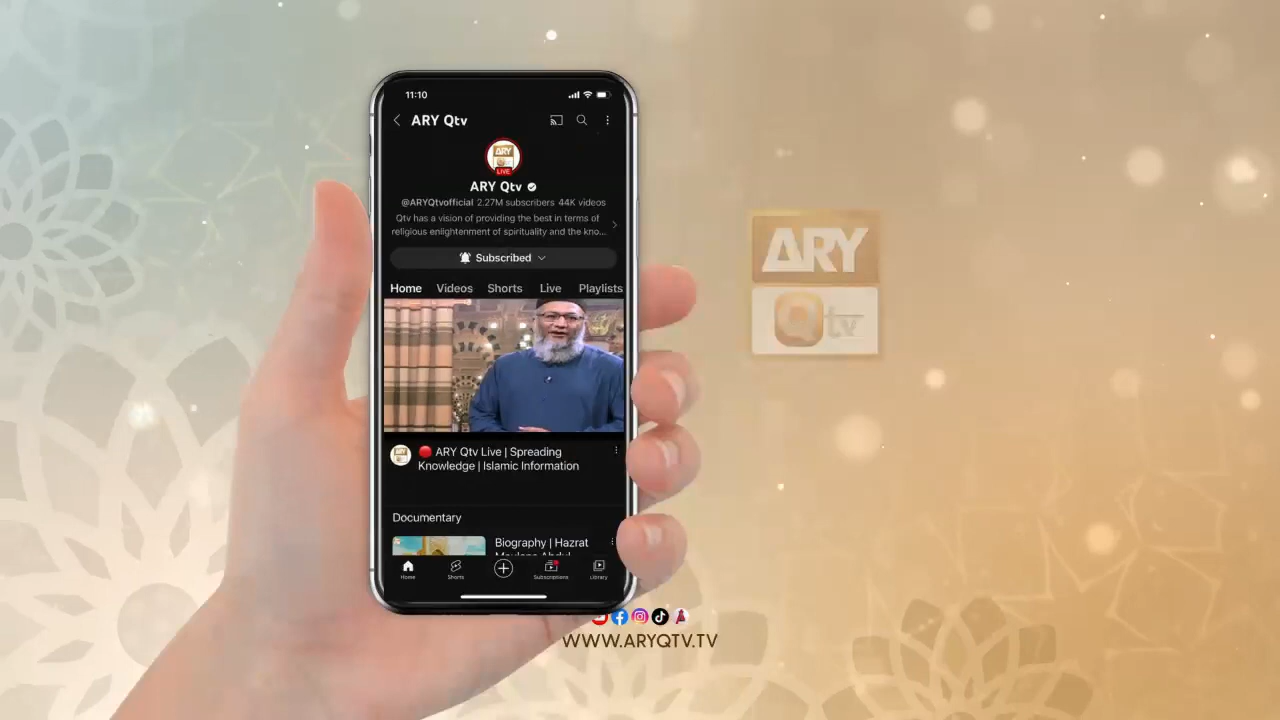 11:10
ARY Qtv
ARY
LIVE
ARY Qtv
@ARYQtvofficial 2.27M subscribers 44K videos
Qtv has a vision of providing the best in terms of
religious enlightenment of spirituality and the kno...
Subscribed
Home Videos Shorts Live Playlists
🔴 ARY Qtv Live | Spreading
Knowledge | Islamic Information
Documentary
Biography | Hazrat
Home Shorts Subscriptions Library
ARY
Qtv
WWW.ARYQTV.TV